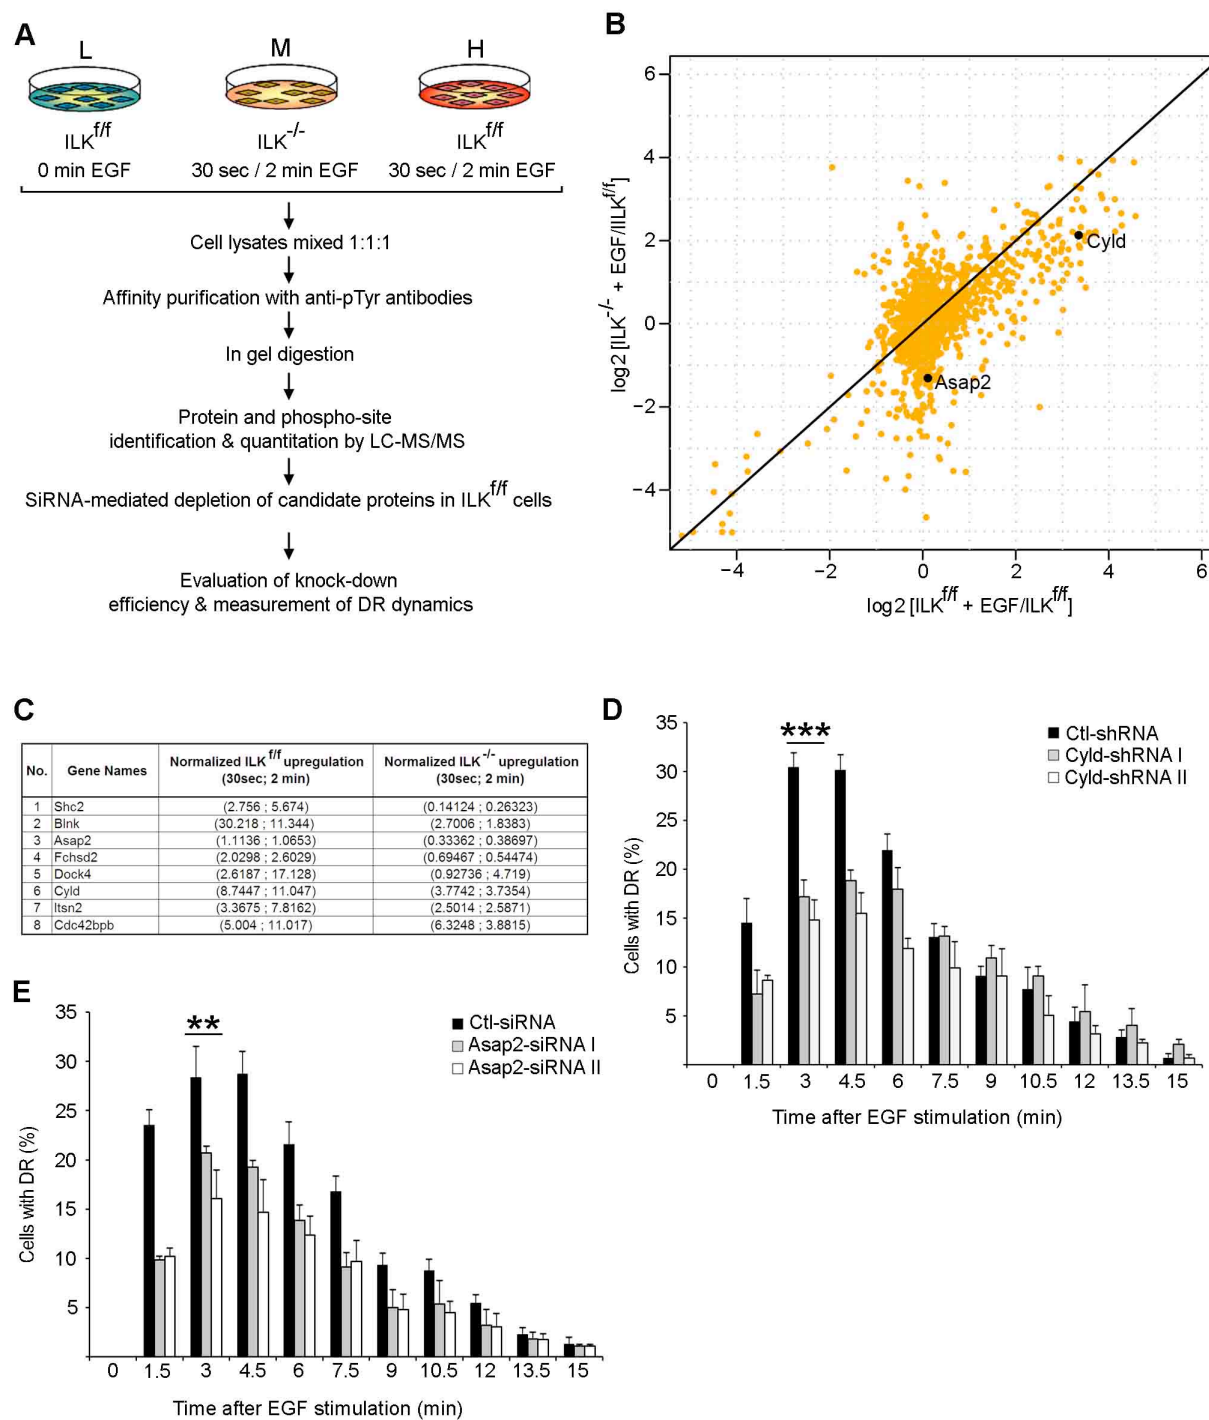 A
L
M
H
ILK^f/f
ILK^-/-
ILK^f/f
0 min EGF
30 sec / 2 min EGF
30 sec / 2 min EGF
Cell lysates mixed 1:1:1
Affinity purification with anti-pTyr antibodies
In gel digestion
Protein and phospho-site
identification & quantitation by LC-MS/MS
SiRNA-mediated depletion of candidate proteins in ILK^f/f cells
Evaluation of knock-down
efficiency & measurement of DR dynamics
B
log2 [ILK^-/- + EGF/IILK^f/f]
6
4
2
0
−2
−4
Cyld
Asap2
−4 −2 0 2 4 6
log2 [ILK^f/f + EGF/ILK^f/f]
C
No. Gene Names Normalized ILK^f/f upregulation (30sec; 2 min) Normalized ILK^-/- upregulation (30sec; 2 min)
1 Shc2 (2.756 ; 5.674) (0.14124 ; 0.26323)
2 Blnk (30.218 ; 11.344) (2.7006 ; 1.8383)
3 Asap2 (1.1136 ; 1.0653) (0.33362 ; 0.38697)
4 Fchsd2 (2.0298 ; 2.6029) (0.69467 ; 0.54474)
5 Dock4 (2.6187 ; 17.128) (0.92736 ; 4.719)
6 Cyld (8.7447 ; 11.047) (3.7742 ; 3.7354)
7 Itsn2 (3.3675 ; 7.8162) (2.5014 ; 2.5871)
8 Cdc42bpb (5.004 ; 11.017) (6.3248 ; 3.8815)
D
Cells with DR (%)
35
30
25
20
15
10
5
***
Ctl-shRNA
Cyld-shRNA I
Cyld-shRNA II
0 1.5 3 4.5 6 7.5 9 10.5 12 13.5 15
Time after EGF stimulation (min)
E
Cells with DR (%)
35
30
25
20
15
10
5
**
Ctl-siRNA
Asap2-siRNA I
Asap2-siRNA II
0 1.5 3 4.5 6 7.5 9 10.5 12 13.5 15
Time after EGF stimulation (min)